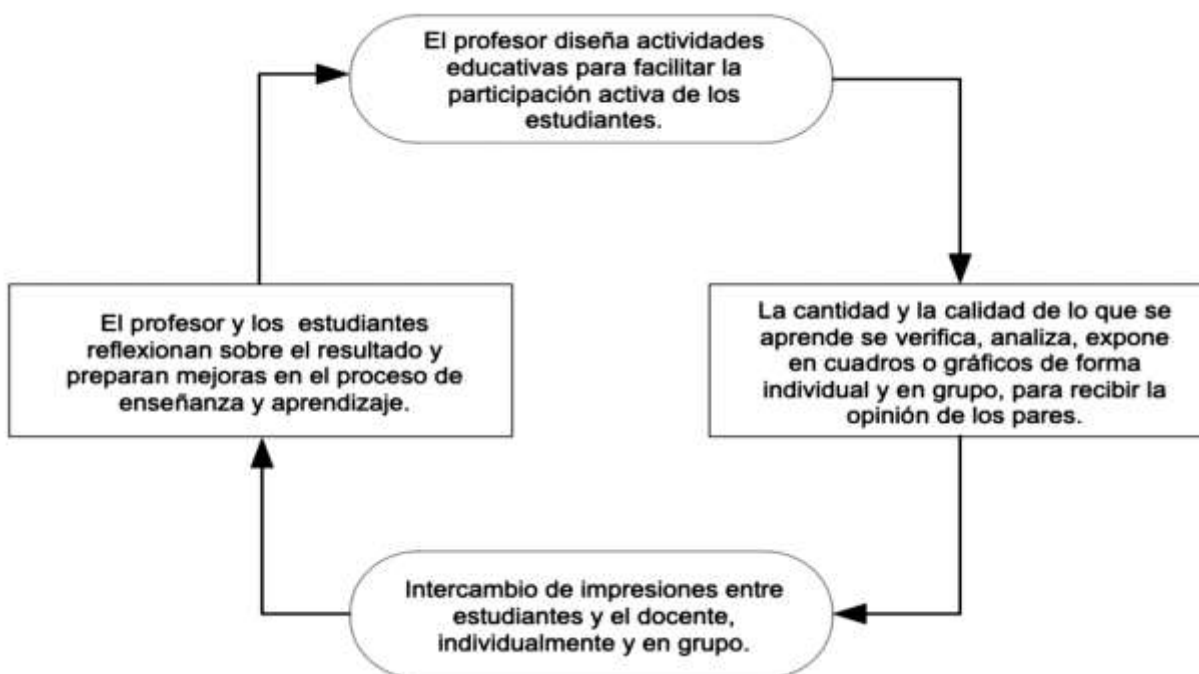 El profesor diseña actividades
educativas para facilitar la
participación activa de los
estudiantes.
La cantidad y la calidad de lo que se
aprende se verifica, analiza, expone
en cuadros o gráficos de forma
individual y en grupo, para recibir la
opinión de los pares.
Intercambio de impresiones entre
estudiantes y el docente,
individualmente y en grupo.
El profesor y los estudiantes
reflexionan sobre el resultado y
preparan mejoras en el proceso de
enseñanza y aprendizaje.